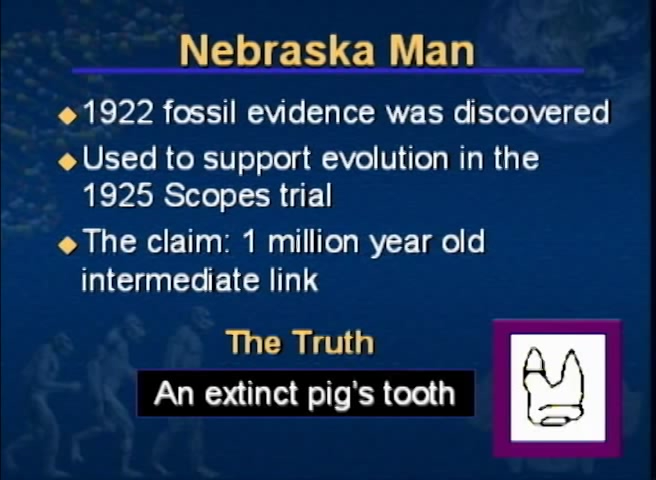 Nebraska Man
1922 fossil evidence was discovered
Used to support evolution in the
1925 Scopes trial
The claim: 1 million year old
intermediate link
The Truth
An extinct pig's tooth